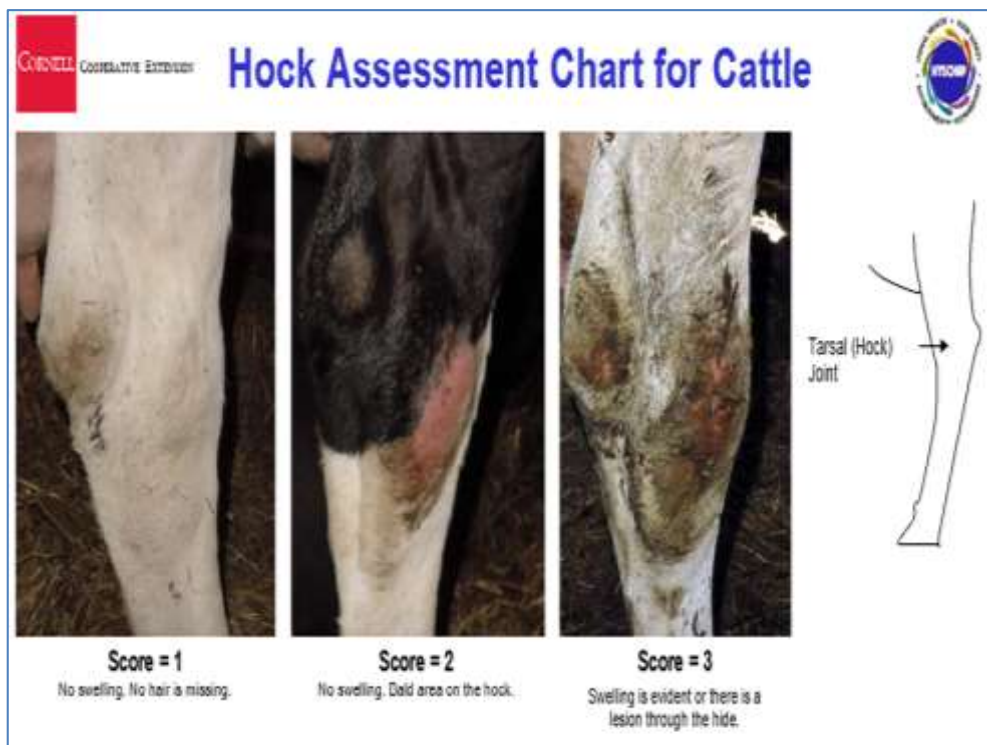 CORNELL COOPERATIVE EXTENSION
Hock Assessment Chart for Cattle
Tarsal (Hock)
Joint
Score = 1
No swelling. No hair is missing.
Score = 2
No swelling. Bald area on the hock.
Score = 3
Swelling is evident or there is a
lesion through the hide.